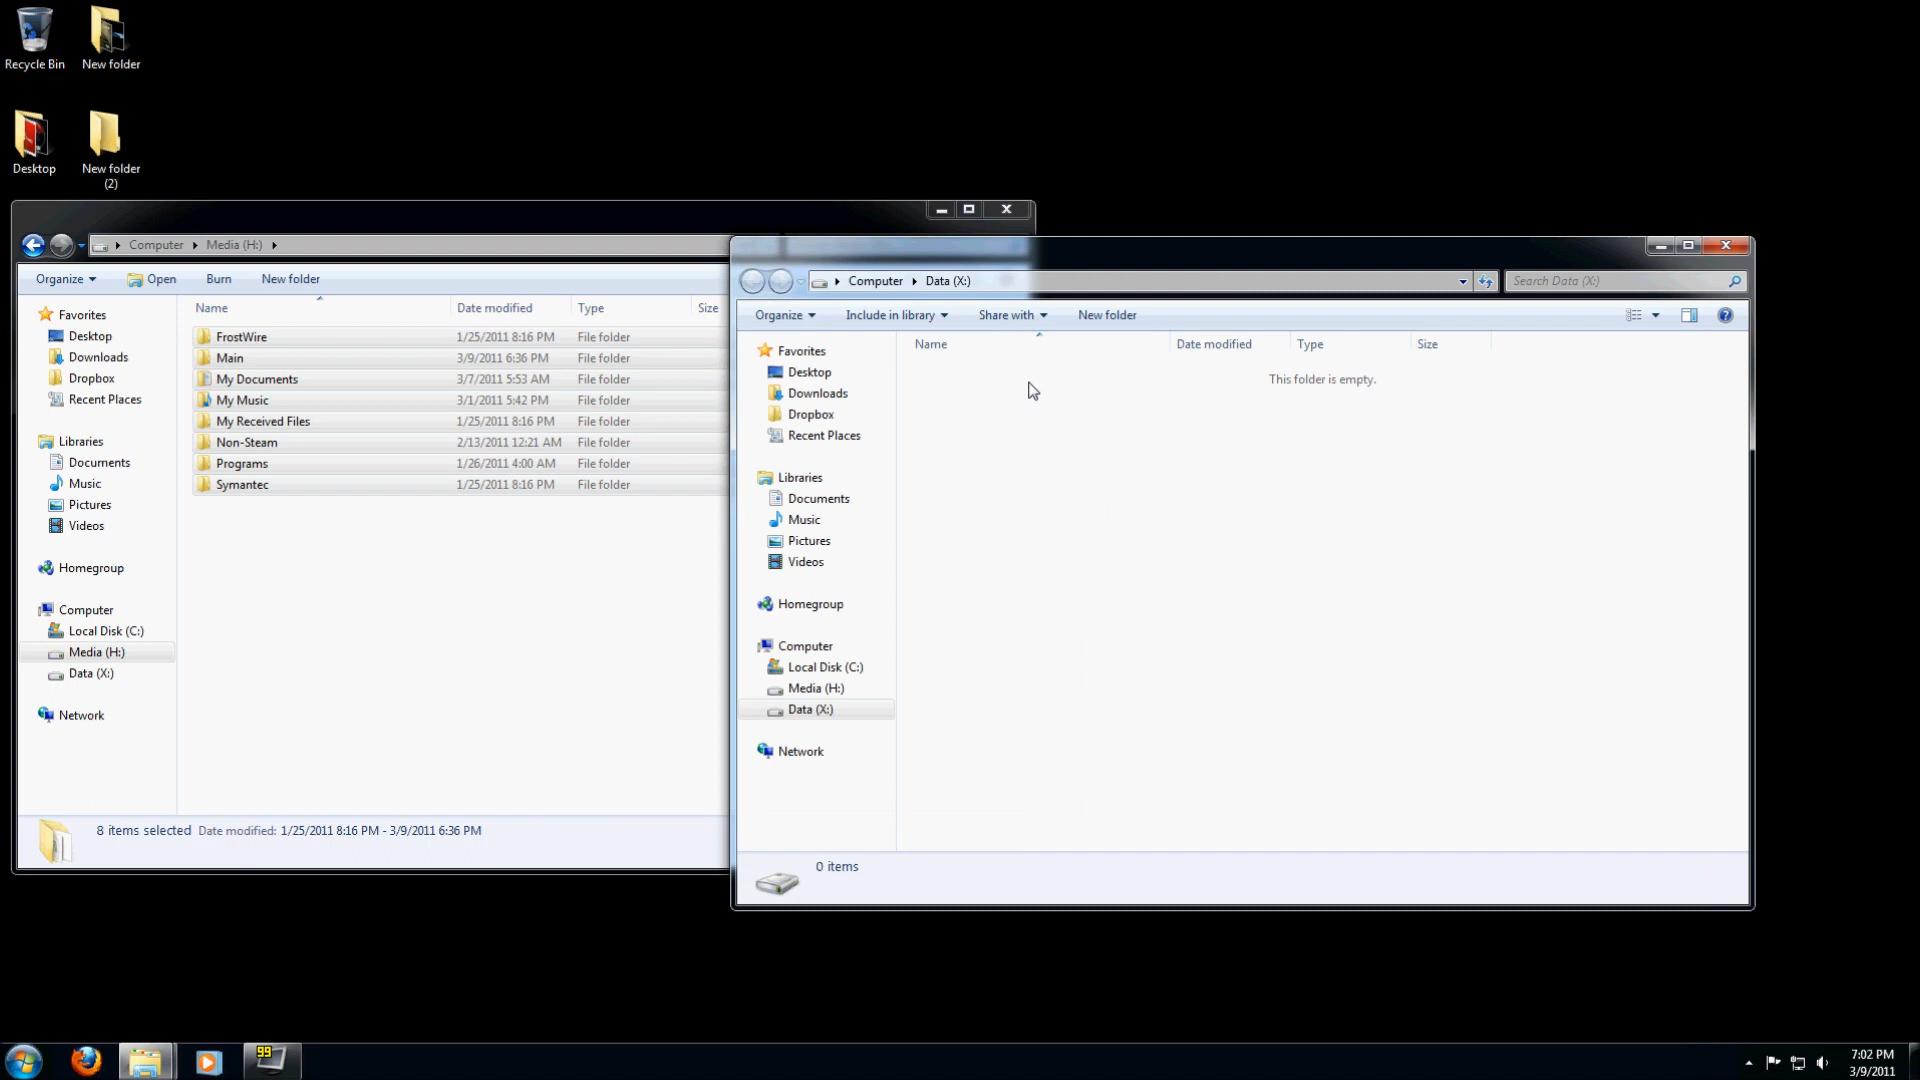 Recycle Bin
New folder
Desktop
New folder
(2)
Computer
Media (H:)
Organize
Open
Burn
New folder
Name
Date modified
Type
Size
Favorites
Desktop
Downloads
Dropbox
Recent Places
Libraries
Documents
Music
Pictures
Videos
Homegroup
Computer
Local Disk (C:)
Media (H:)
Data (X:)
Network
FrostWire 1/25/2011 8:16 PM File folder
Main 3/9/2011 6:36 PM File folder
My Documents 3/7/2011 5:53 AM File folder
My Music 3/1/2011 5:42 PM File folder
My Received Files 1/25/2011 8:16 PM File folder
Non-Steam 2/13/2011 12:21 AM File folder
Programs 1/26/2011 4:00 AM File folder
Symantec 1/25/2011 8:16 PM File folder
8 items selected Date modified: 1/25/2011 8:16 PM - 3/9/2011 6:36 PM
Computer
Data (X:)
Search Data (X:)
Organize
Include in library
Share with
New folder
Name
Date modified
Type
Size
This folder is empty.
Favorites
Desktop
Downloads
Dropbox
Recent Places
Libraries
Documents
Music
Pictures
Videos
Homegroup
Computer
Local Disk (C:)
Media (H:)
Data (X:)
Network
0 items
99
7:02 PM
3/9/2011